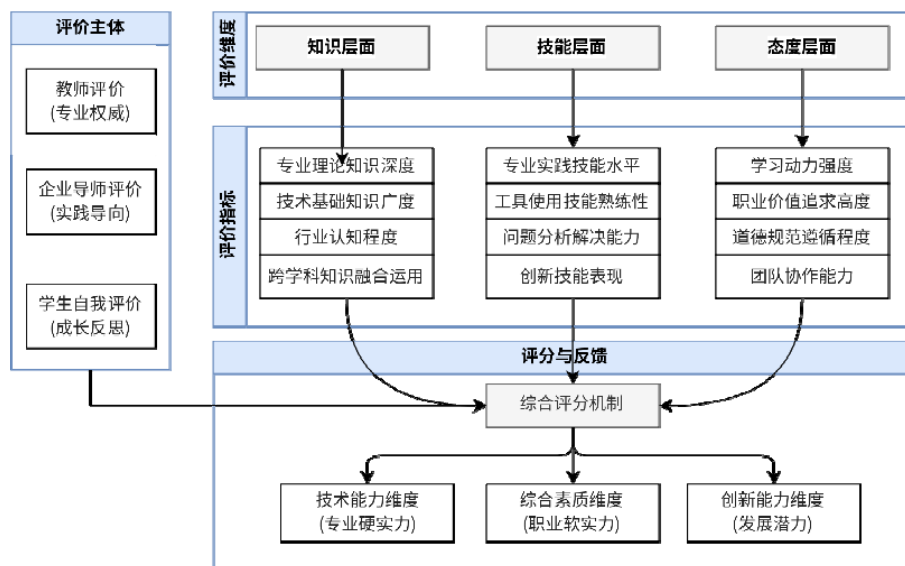 评价主体
教师评价
(专业权威)
企业导师评价
(实践导向)
学生自我评价
(成长反思)
评价维度
知识层面
技能层面
态度层面
评价指标
专业理论知识深度
技术基础知识广度
行业认知程度
跨学科知识融合运用
专业实践技能水平
工具使用技能熟练性
问题分析解决能力
创新技能表现
学习动力强度
职业价值追求高度
道德规范遵循程度
团队协作能力
评分与反馈
综合评分机制
技术能力维度
(专业硬实力)
综合素质维度
(职业软实力)
创新能力维度
(发展潜力)